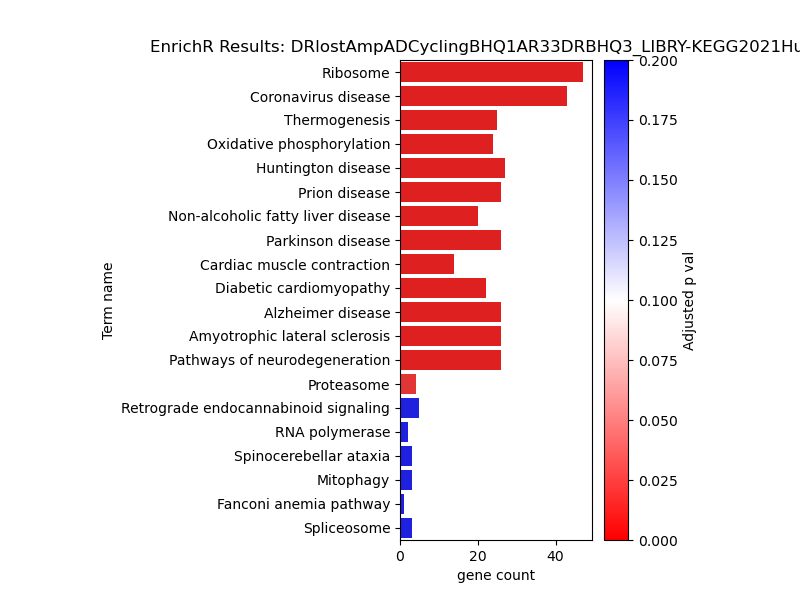 EnrichR Results: DRlostAmpADCyclingBHQ1AR33DRBHQ3_LIBRY-KEGG2021Hu
Term name
Ribosome
Coronavirus disease
Thermogenesis
Oxidative phosphorylation
Huntington disease
Prion disease
Non-alcoholic fatty liver disease
Parkinson disease
Cardiac muscle contraction
Diabetic cardiomyopathy
Alzheimer disease
Amyotrophic lateral sclerosis
Pathways of neurodegeneration
Proteasome
Retrograde endocannabinoid signaling
RNA polymerase
Spinocerebellar ataxia
Mitophagy
Fanconi anemia pathway
Spliceosome
0 20 40
gene count
0.200
0.175
0.150
0.125
0.100
0.075
0.050
0.025
0.000
Adjusted p val